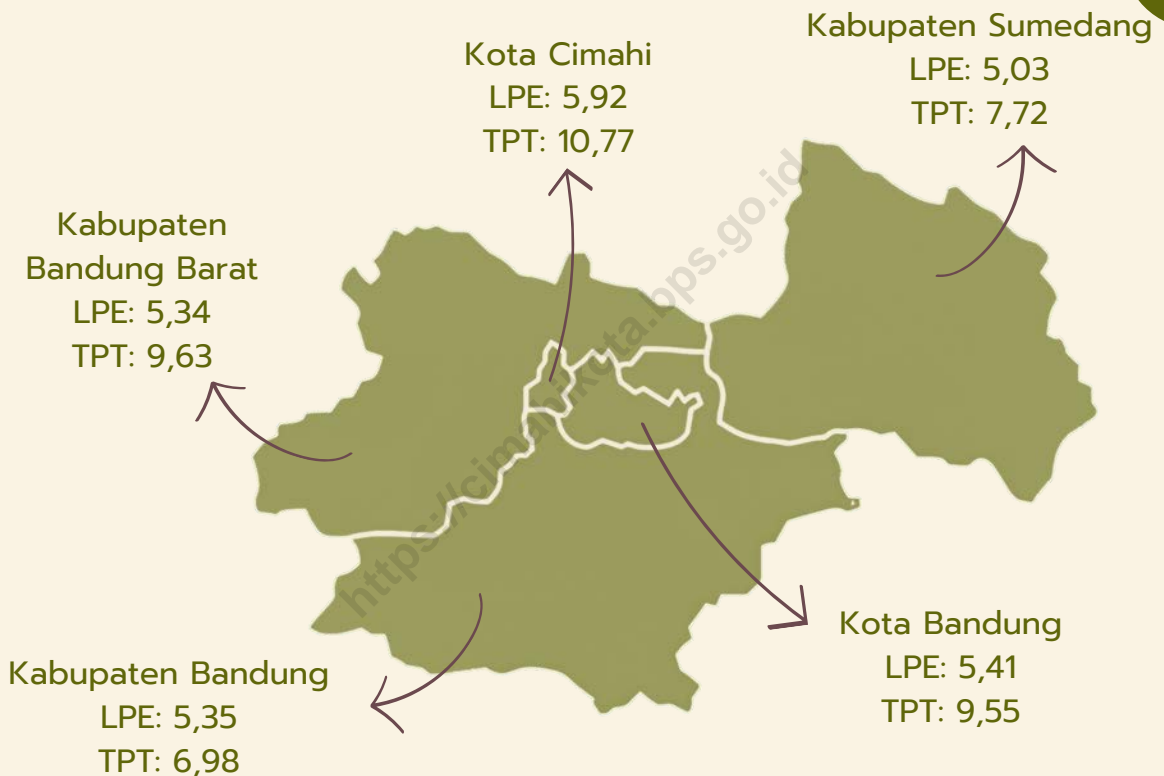 Kabupaten Sumedang
LPE: 5,03
TPT: 7,72
Kota Cimahi
LPE: 5,92
TPT: 10,77
Kabupaten
Bandung Barat
LPE: 5,34
TPT: 9,63
https://cimahikota.bps.go.id
Kota Bandung
LPE: 5,41
TPT: 9,55
Kabupaten Bandung
LPE: 5,35
TPT: 6,98